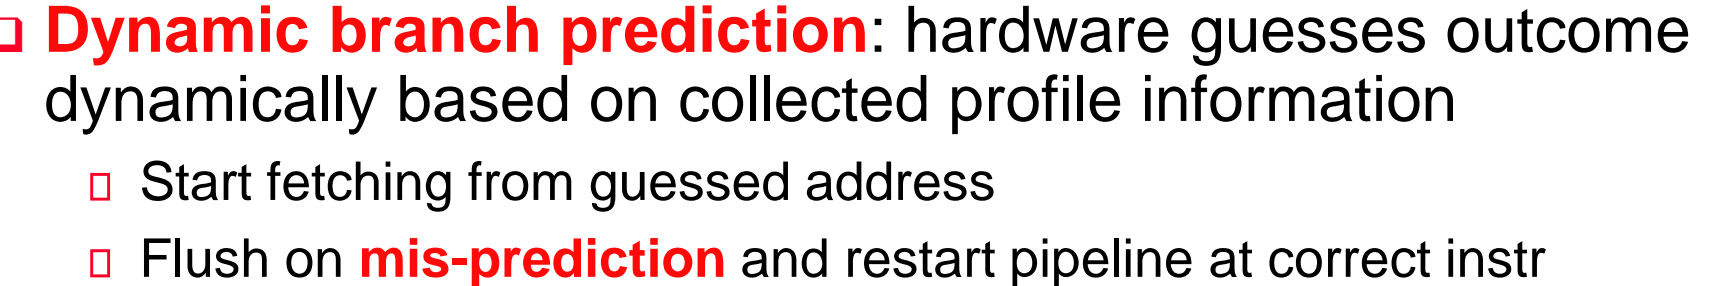 Dynamic branch prediction: hardware guesses outcome
dynamically based on collected profile information
Start fetching from guessed address
Flush on mis-prediction and restart pipeline at correct instr